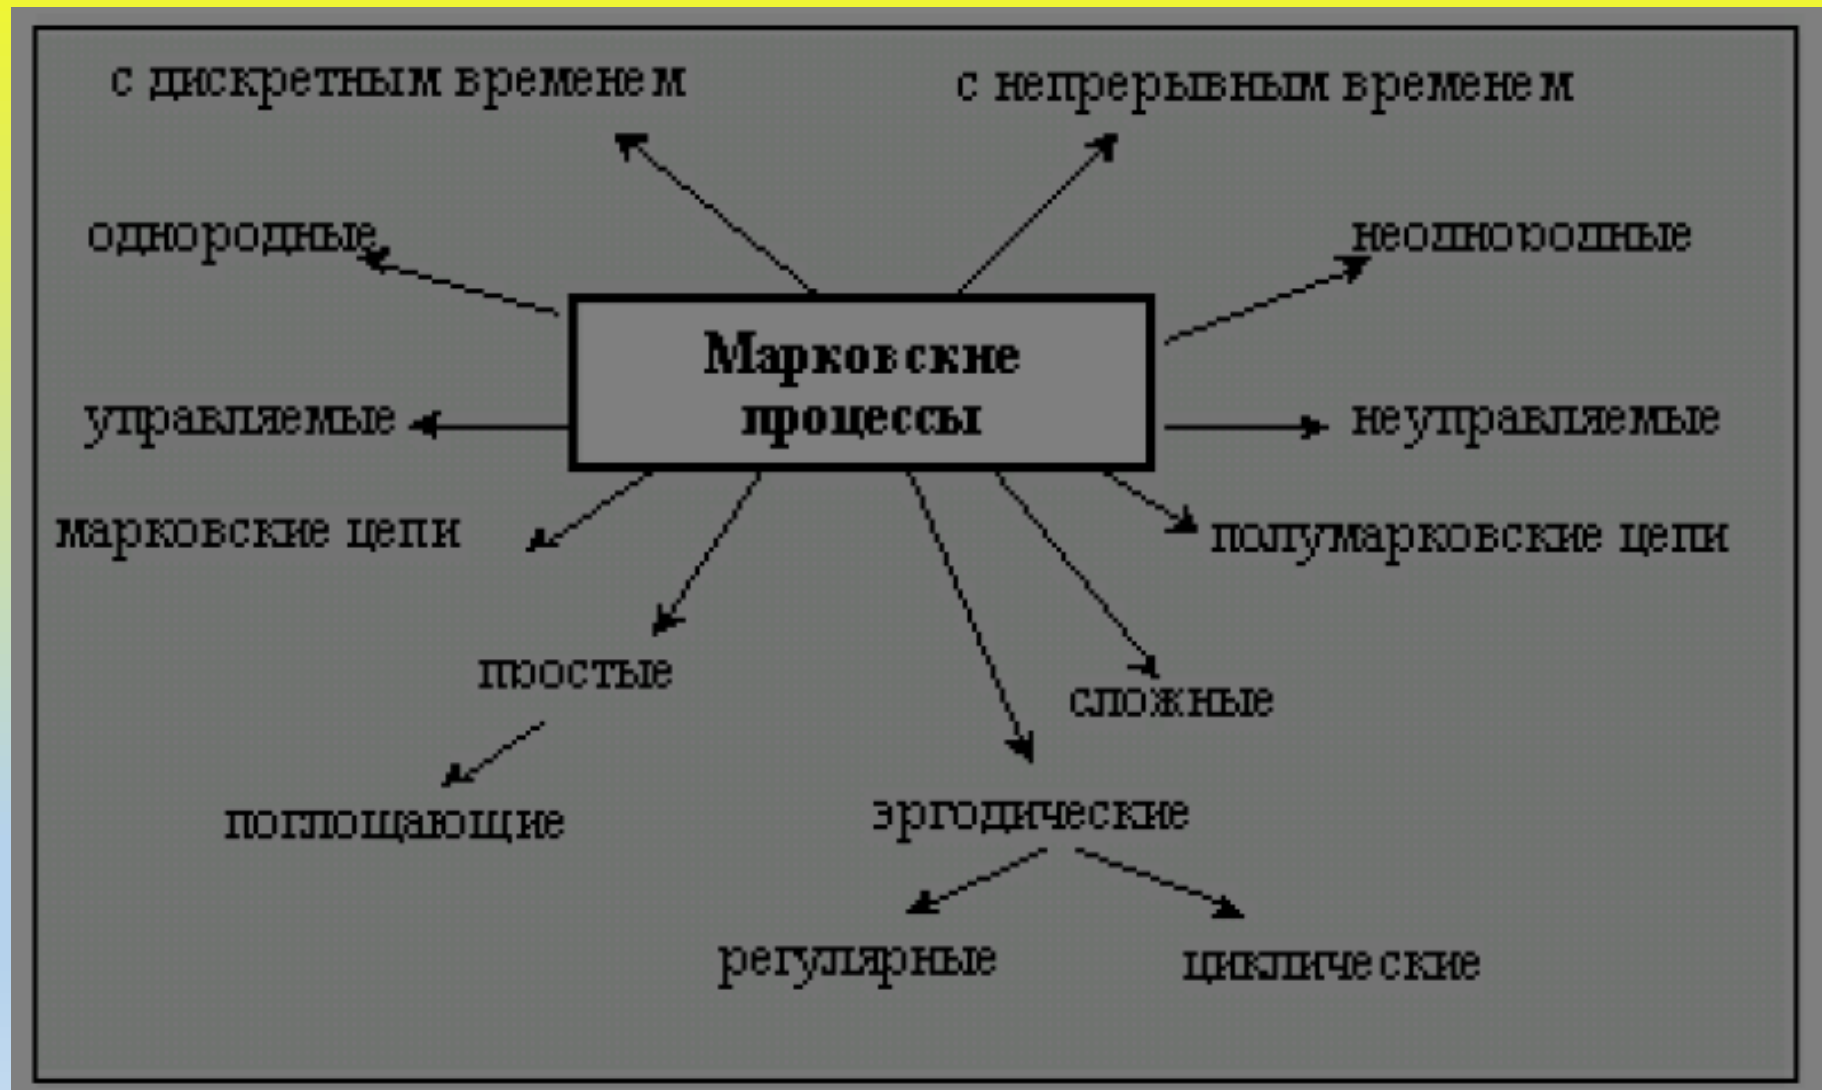 с дискретным временем
с непрерывным временем
однородные
неоднородные
Марковские
процессы
управляемые
неуправляемые
марковские цепи
полумарковские цепи
простые
сложные
поглощающие
эргодические
регулярные
циклические